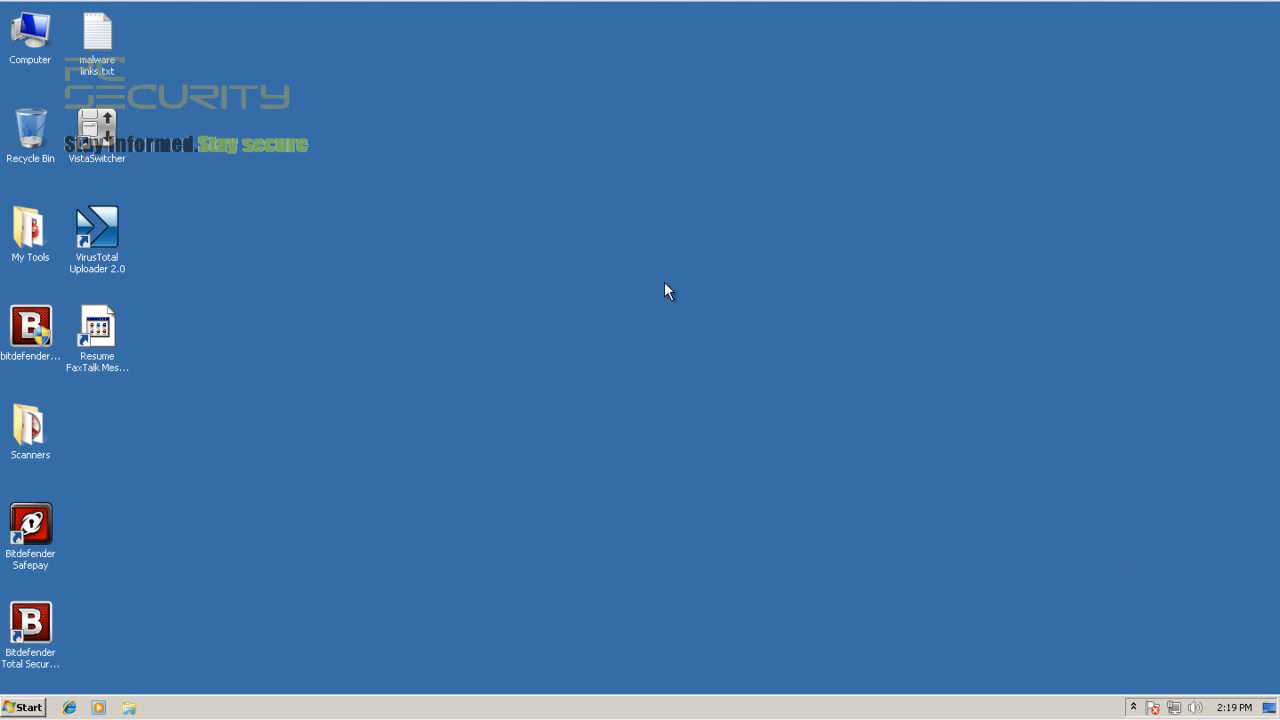 Computer
malware
links.txt
PC
SECURITY
Stay informed.Stay secure
Recycle Bin
VistaSwitcher
My Tools
VirusTotal
Uploader 2.0
bitdefender...
Resume
FaxTalk Mes...
Scanners
Bitdefender
Safepay
Bitdefender
Total Secur...
Start
2:19 PM